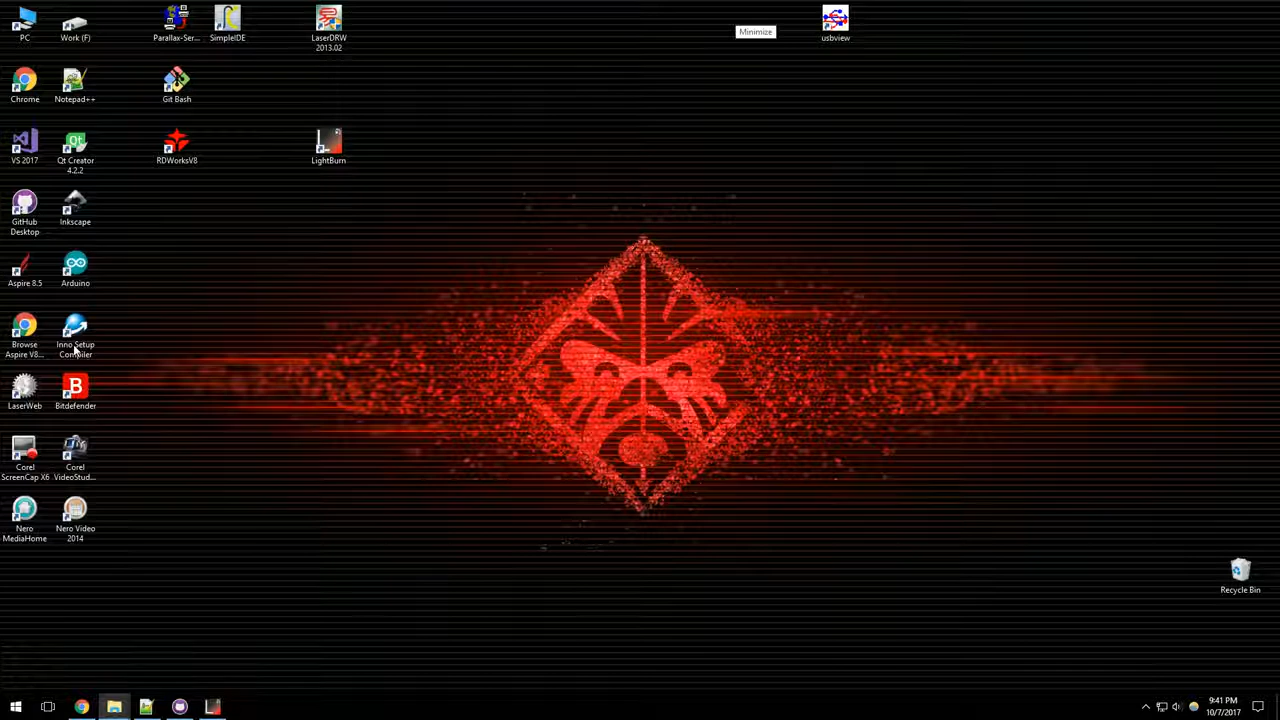 PC
Work (F)
Parallax-Ser...
SimpleIDE
LaserDRW
2013.02
Minimize
usbview
Chrome
Notepad++
Git Bash
VS 2017
Qt Creator
4.2.2
RDWorksV8
LightBurn
GitHub
Desktop
Inkscape
Aspire 8.5
Arduino
Browse
Aspire V8...
Inno Setup
Compiler
LaserWeb
B
Bitdefender
Corel
ScreenCap X6
Corel
VideoStud...
Nero
MediaHome
Nero Video
2014
Recycle Bin
9:41 PM
10/7/2017